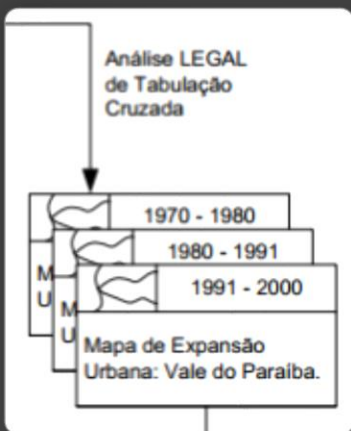 Análise LEGAL
de Tabulação
Cruzada
1970 - 1980
1980 - 1991
1991 - 2000
M
U
M
U
Mapa de Expansão
Urbana: Vale do Paraíba.